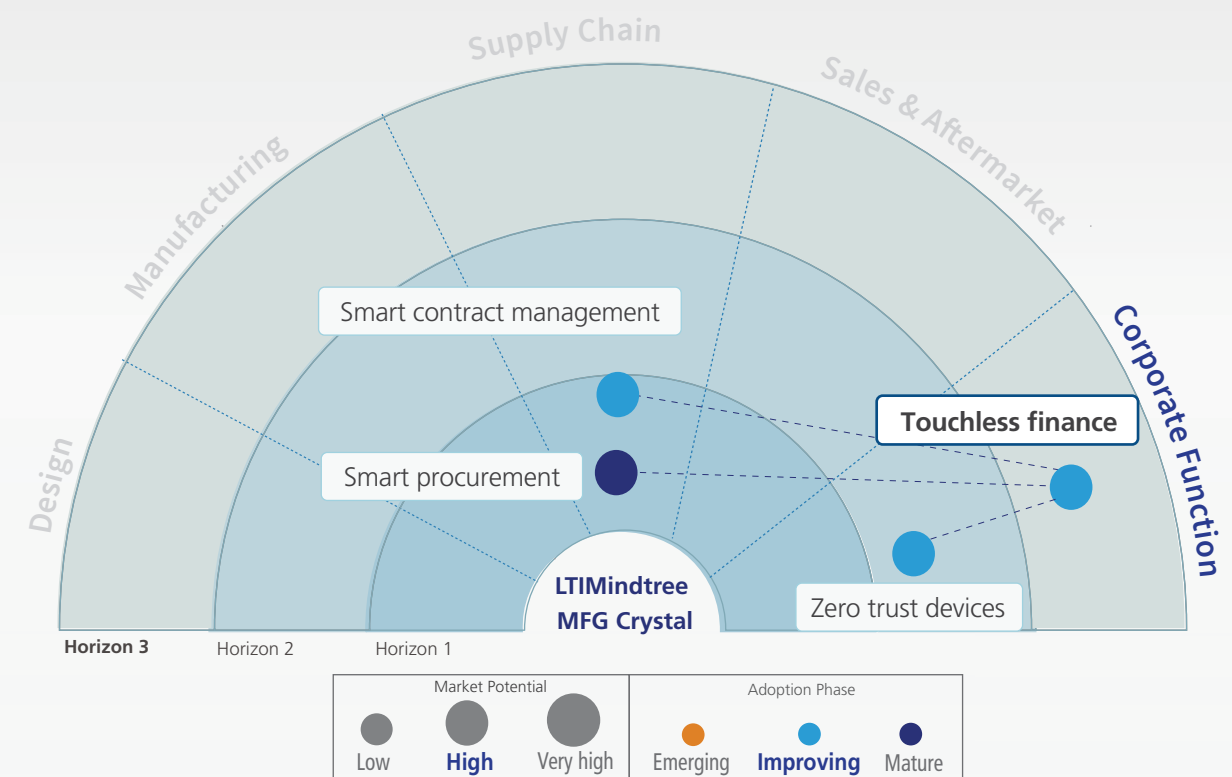 Supply Chain
Sales & Aftermarket
Manufacturing
Corporate Function
Design
Smart contract management
Touchless finance
Smart procurement
LTIMindtree
MFG Crystal
Zero trust devices
Horizon 3
Horizon 2
Horizon 1
Market Potential
Low
High
Very high
Adoption Phase
Emerging
Improving
Mature